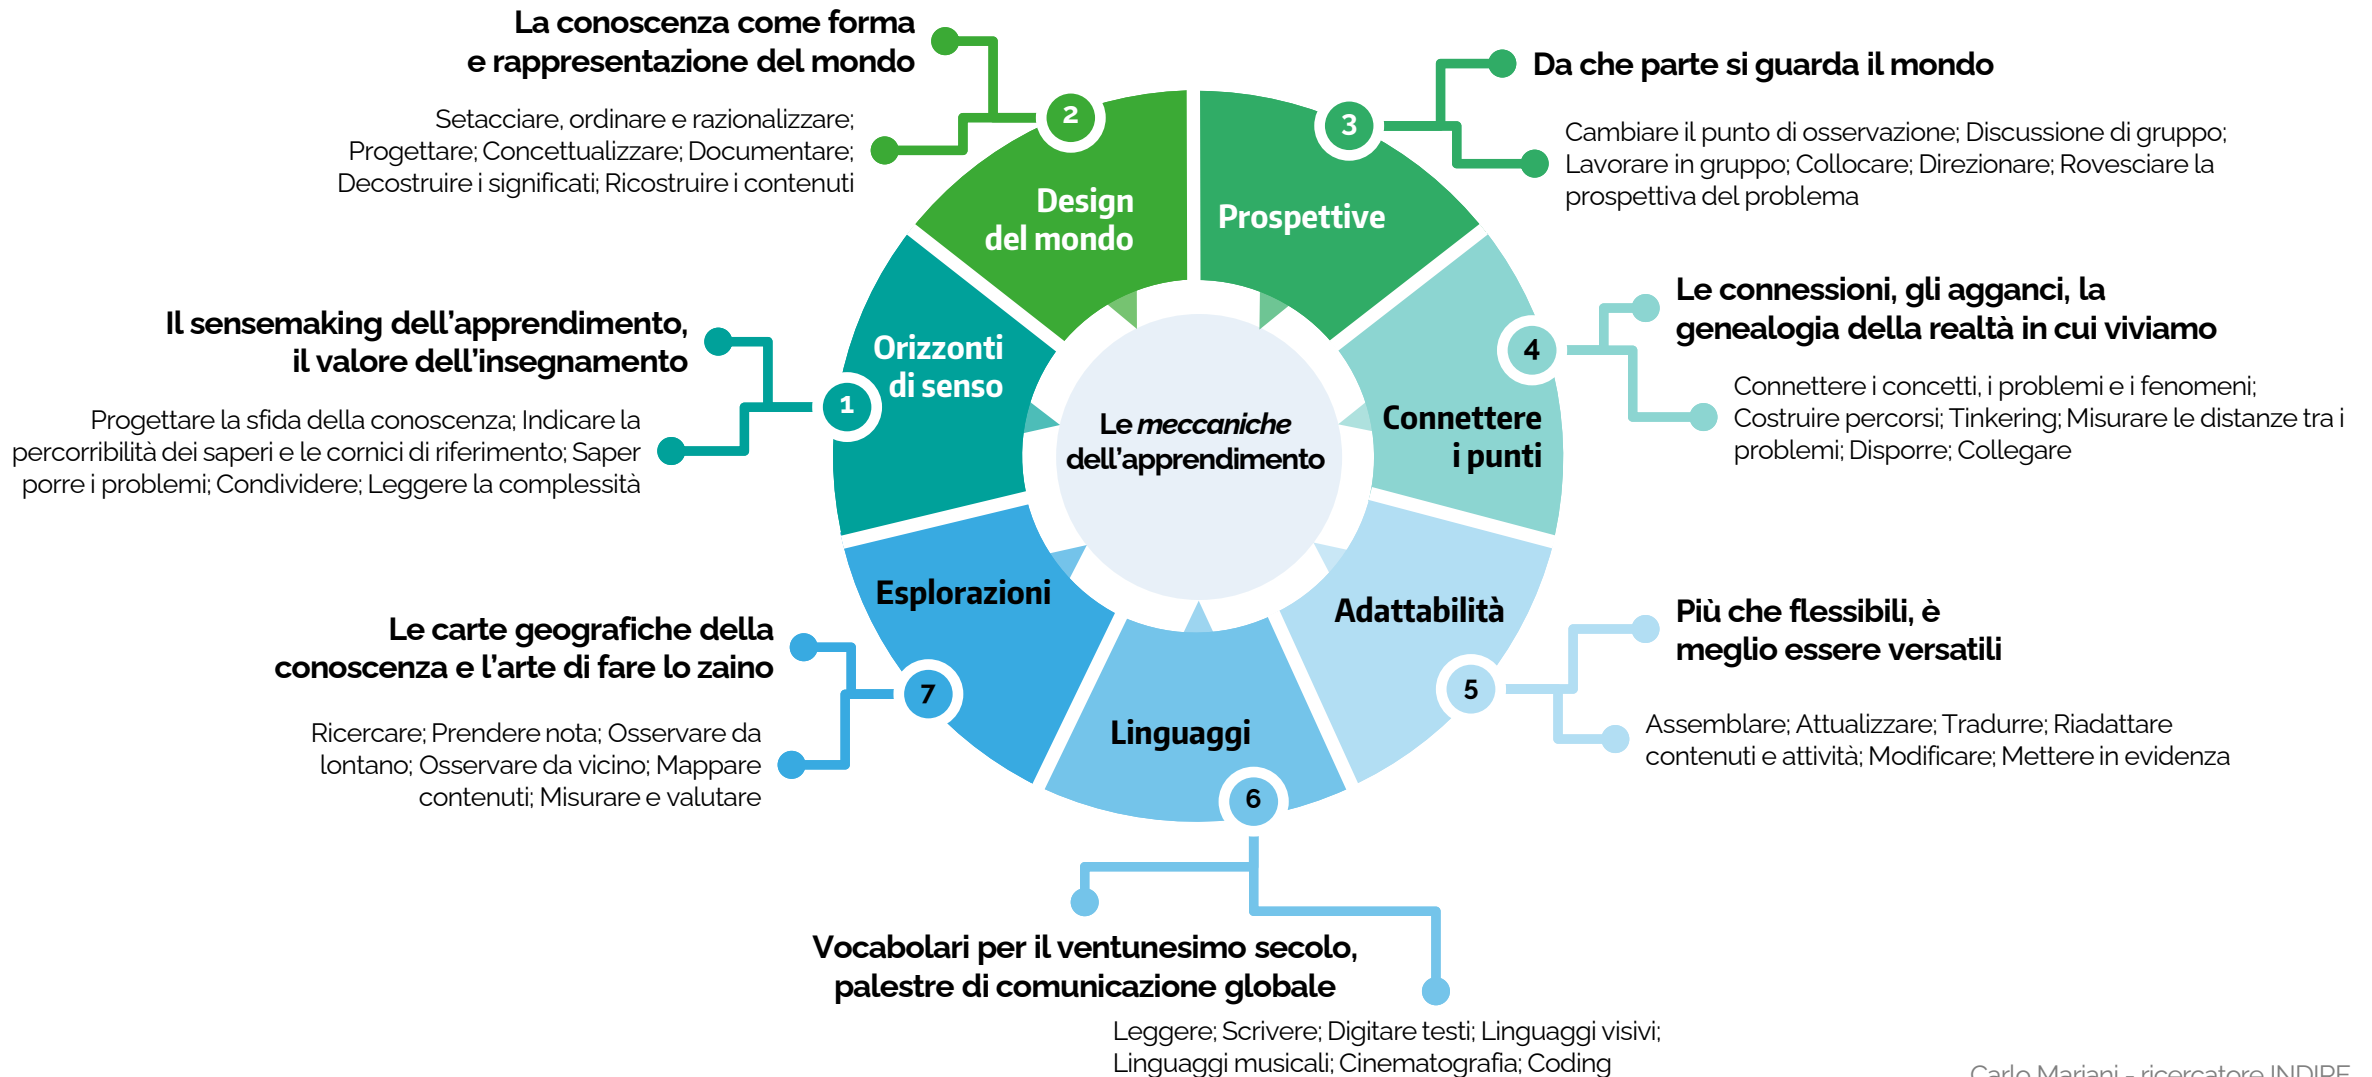 La conoscenza come forma
e rappresentazione del mondo
Setacciare, ordinare e razionalizzare;
Progettare; Concettualizzare; Documentare;
Decostruire i significati; Ricostruire i contenuti
2
Design
del mondo
3
Prospettive
Da che parte si guarda il mondo
Cambiare il punto di osservazione; Discussione di gruppo;
Lavorare in gruppo; Collocare; Direzionare; Rovesciare la
prospettiva del problema
Il sensemaking dell'apprendimento,
il valore dell'insegnamento
Progettare la sfida della conoscenza; Indicare la
percorribilità dei saperi e le cornici di riferimento; Saper
porre i problemi; Condividere; Leggere la complessità
1
Orizzonti
di senso
Le meccaniche
dell'apprendimento
4
Connettere
i punti
Le connessioni, gli agganci, la
genealogia della realtà in cui viviamo
Connettere i concetti, i problemi e i fenomeni;
Costruire percorsi; Tinkering; Misurare le distanze tra i
problemi; Disporre; Collegare
Le carte geografiche della
conoscenza e l'arte di fare lo zaino
Ricercare; Prendere nota; Osservare da
lontano; Osservare da vicino; Mappare
contenuti; Misurare e valutare
7
Esplorazioni
Adattabilità
5
Più che flessibili, è
meglio essere versatili
Assemblare; Attualizzare; Tradurre; Riadattare
contenuti e attività; Modificare; Mettere in evidenza
Linguaggi
6
Vocabolari per il ventunesimo secolo,
palestre di comunicazione globale
Leggere; Scrivere; Digitare testi; Linguaggi visivi;
Linguaggi musicali; Cinematografia; Coding
Carlo Mariani - ricercatore INDIRE